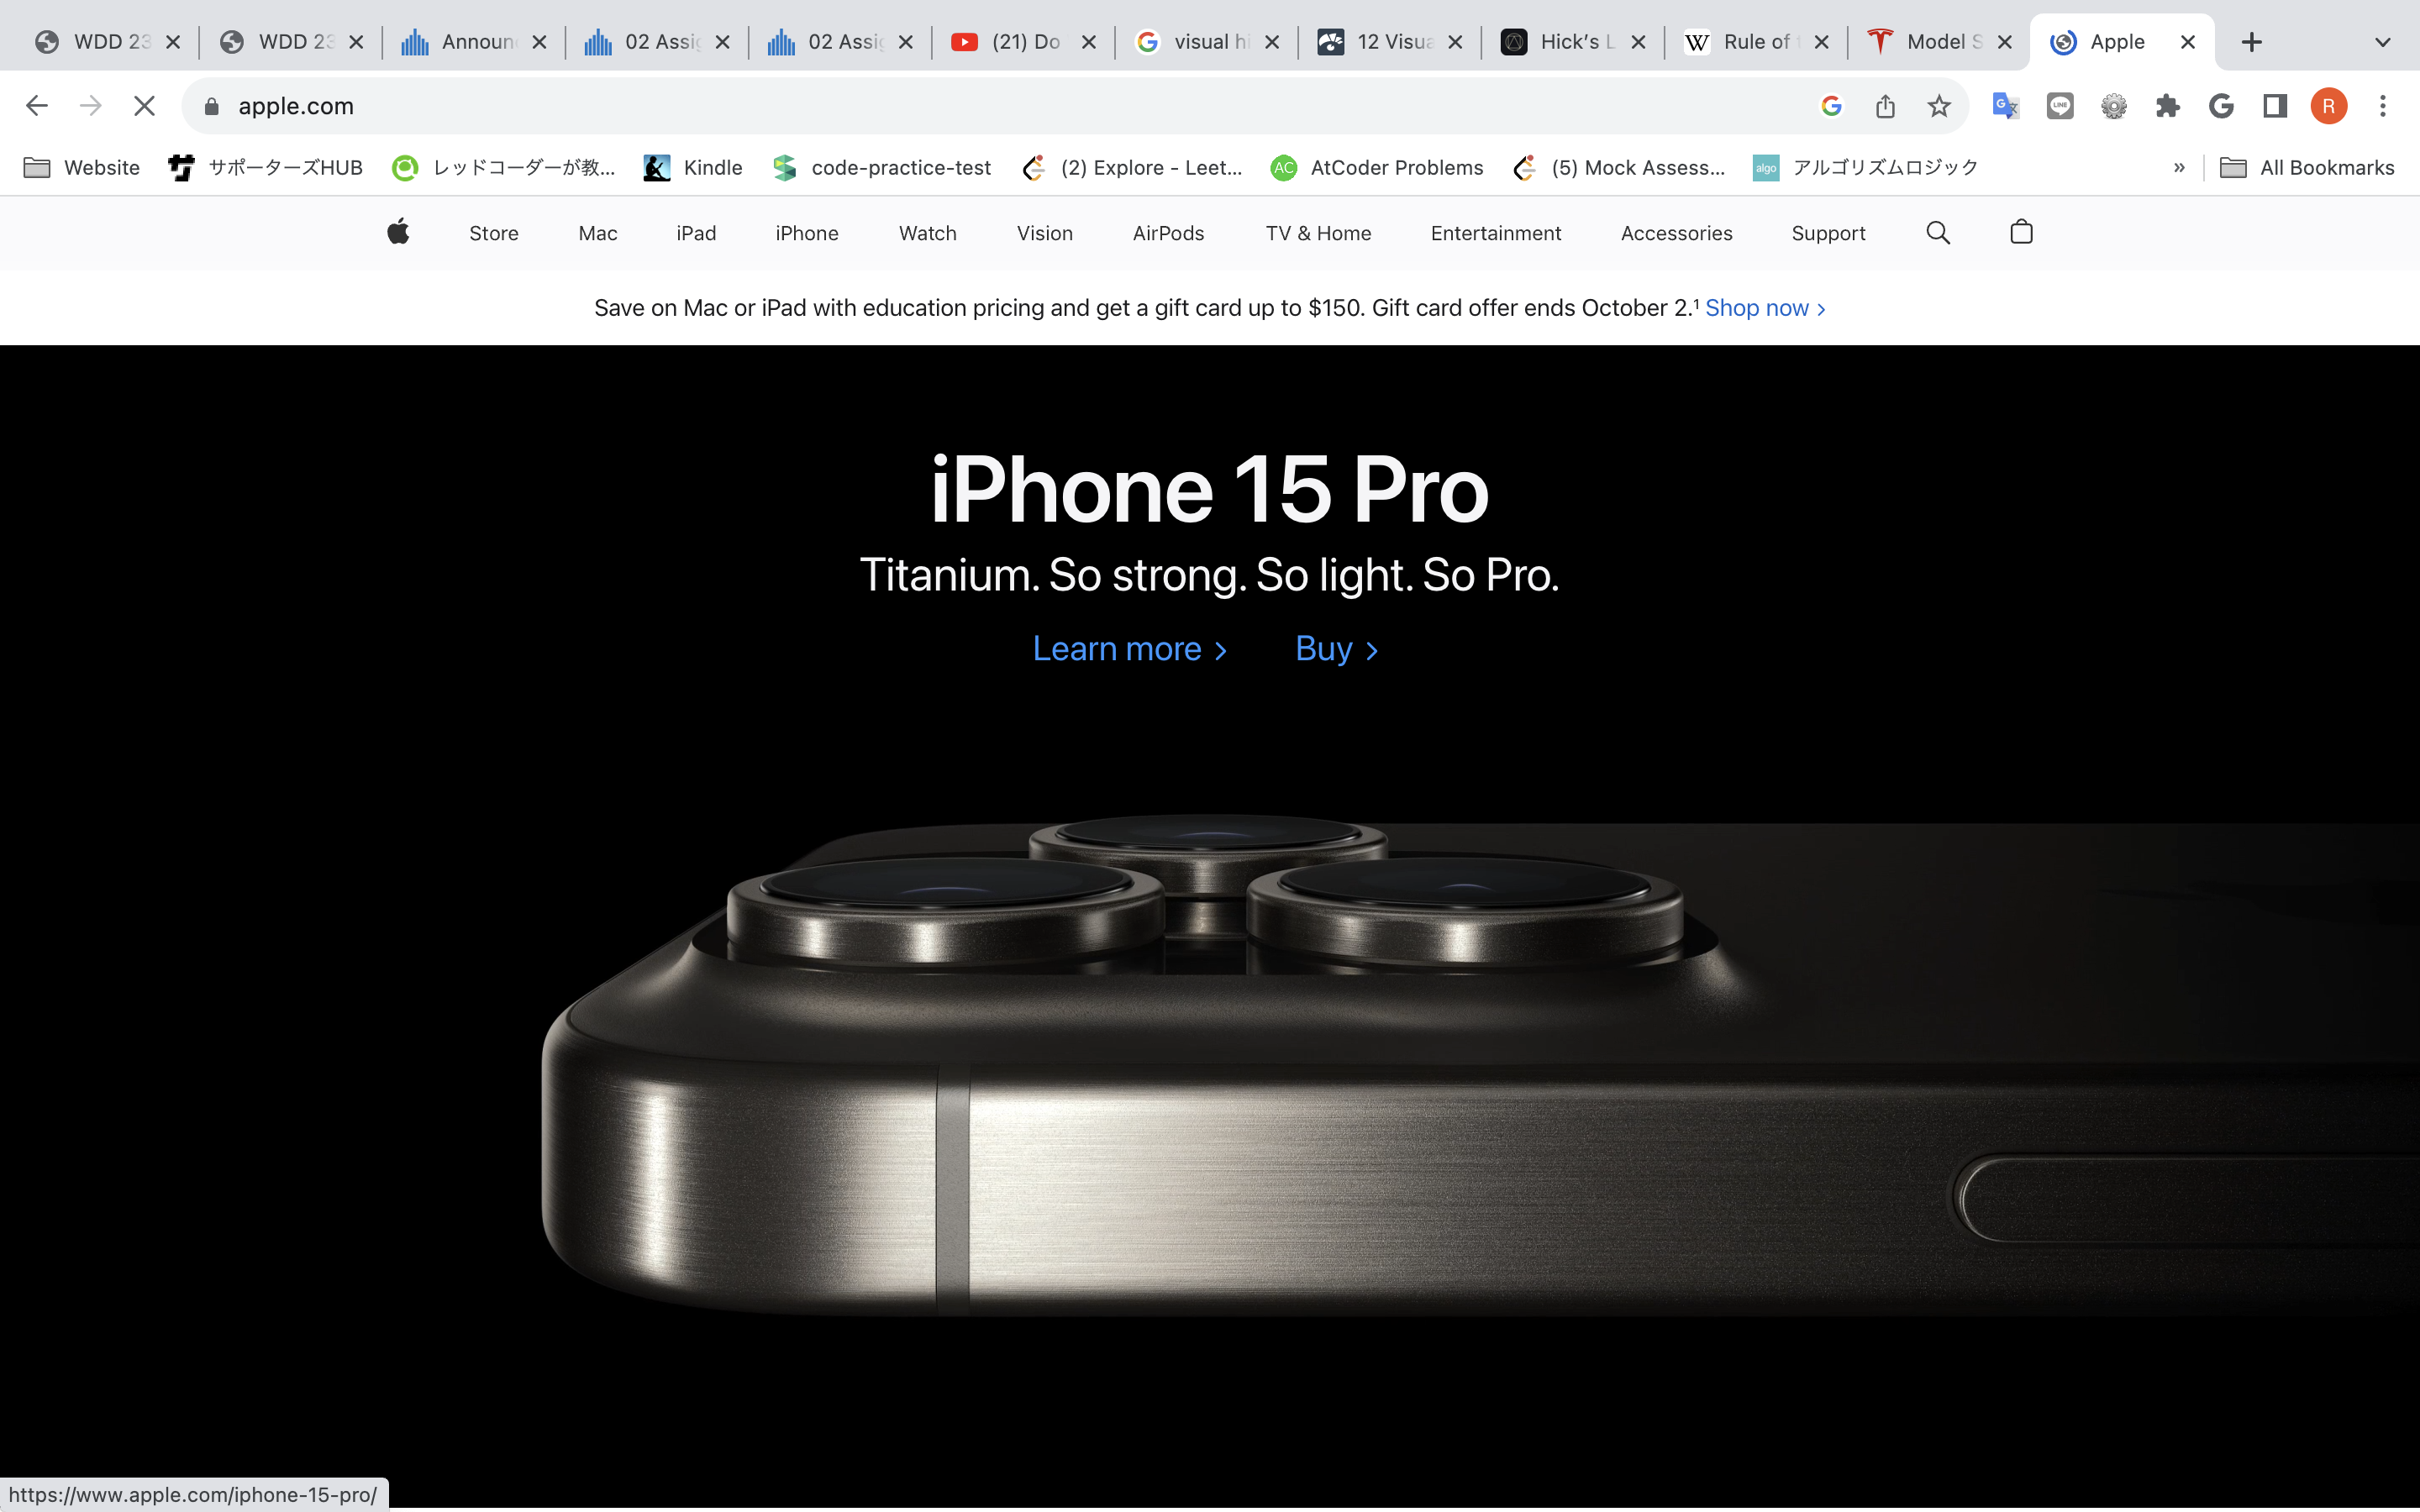 WDD 23
WDD 23
Announ
02 Assig
02 Assig
(21) Do
visual hi
12 Visua
Hick's L
W Rule of
Model S
Apple
apple.com
R
Website
サポーターズHUB
レッドコーダーが教...
Kindle
code-practice-test
(2) Explore - Leet...
AC AtCoder Problems
(5) Mock Assess...
algo アルゴリズムロジック
»
All Bookmarks
Store Mac iPad iPhone Watch Vision AirPods TV & Home Entertainment Accessories Support
Save on Mac or iPad with education pricing and get a gift card up to $150. Gift card offer ends October 2.¹ Shop now >
iPhone 15 Pro
Titanium. So strong. So light. So Pro.
Learn more > Buy >
https://www.apple.com/iphone-15-pro/